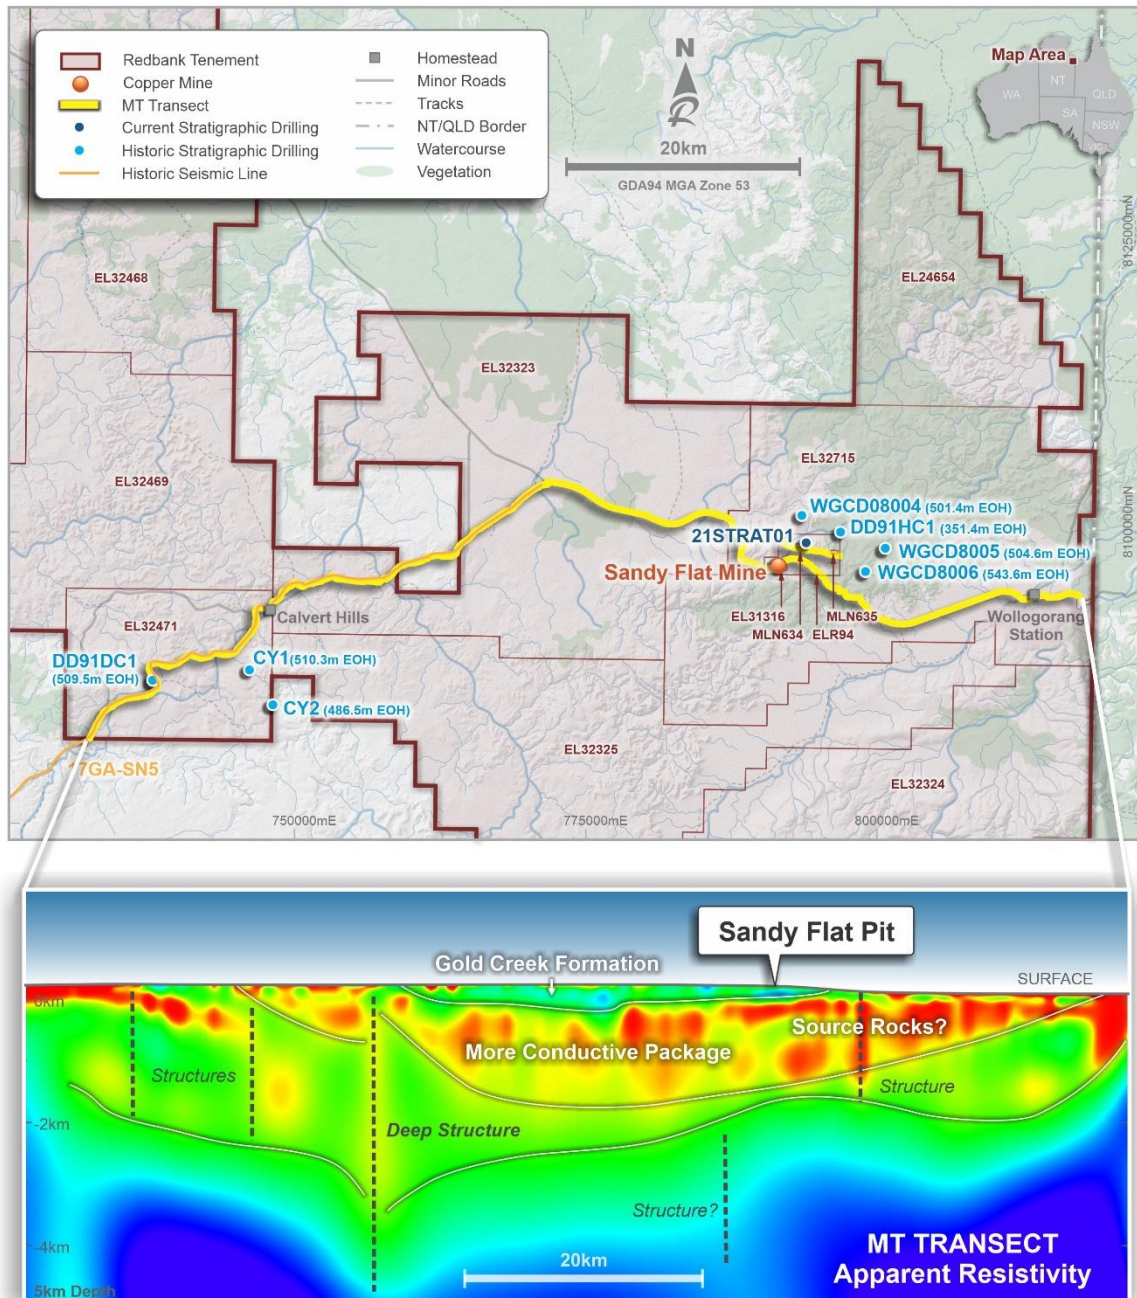 Redbank Tenement
Copper Mine
MT Transect
Current Stratigraphic Drilling
Historic Stratigraphic Drilling
Historic Seismic Line
Homestead
Minor Roads
Tracks
NT/QLD Border
Watercourse
Vegetation
N
R
20km
GDA94 MGA Zone 53
Map Area
WA
NT
QLD
SA
NSW
8125000mN
EL32468
EL24654
EL32323
EL32469
EL32715
WGCD08004 (501.4m EOH)
DD91HC1 (351.4m EOH)
21STRAT01
WGCD8005 (504.6m EOH)
8100000mN
Sandy Flat Mine
WGCD8006 (543.6m EOH)
EL31316
MLN634
ELR94
MLN635
Wollogorang
Station
Calvert Hills
EL32471
DD91DC1
(509.5m EOH)
CY1 (510.3m EOH)
CY2 (486.5m EOH)
17GA-SN5
EL32325
EL32324
750000mE
775000mE
800000mE
Sandy Flat Pit
Gold Creek Formation
SURFACE
0km
Source Rocks?
More Conductive Package
Structures
Structure
-2km
Deep Structure
Structure?
-4km
20km
MT TRANSECT
Apparent Resistivity
5km Depth